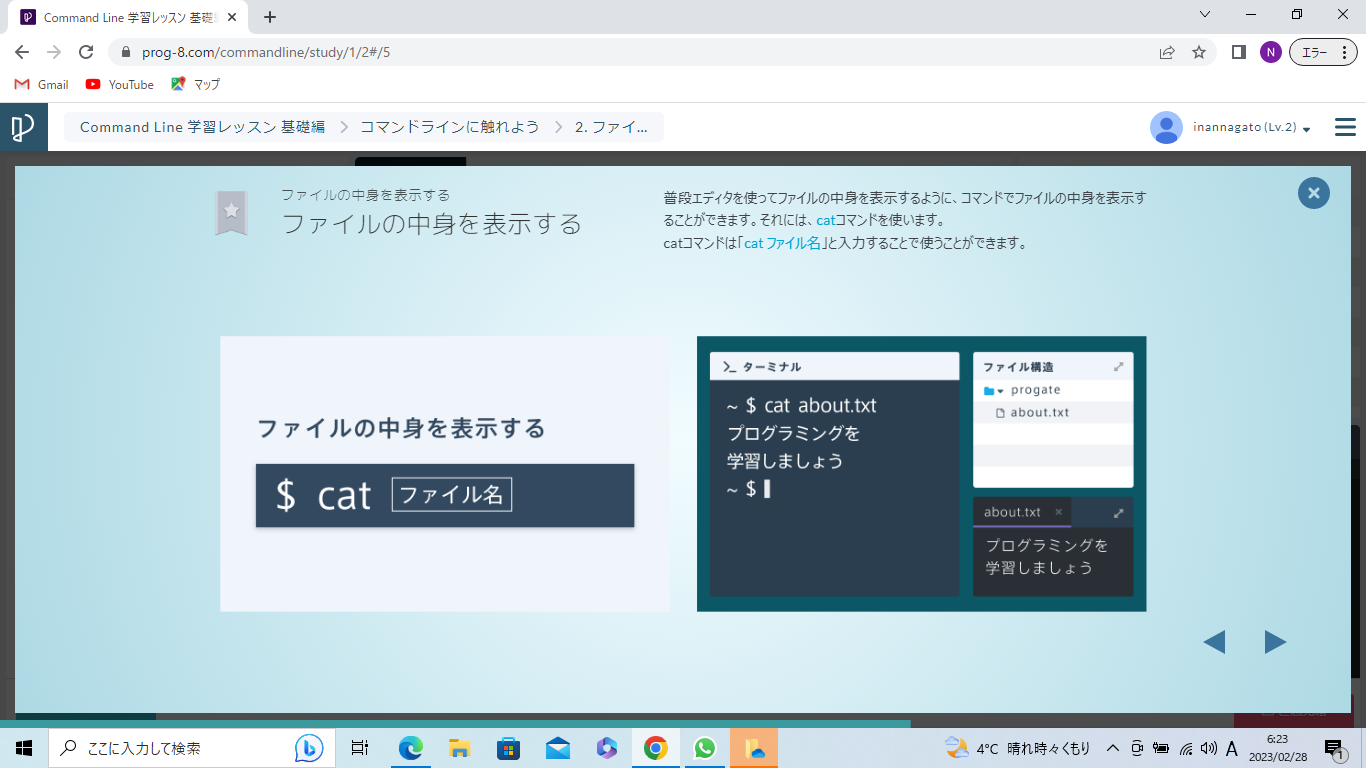 Command Line 学習レッスン 基礎
prog-8.com/commandline/study/1/2#/5
N
エラー
Gmail
YouTube
マップ
Command Line 学習レッスン 基礎編
コマンドラインに触れよう
2. ファイ...
inannagato (Lv.2)
ファイルの中身を表示する
ファイルの中身を表示する
普段エディタを使ってファイルの中身を表示するように、コマンドでファイルの中身を表示す
ることができます。それには、catコマンドを使います。
catコマンドは「cat ファイル名」と入力することで使うことができます。
ファイルの中身を表示する
$ cat ファイル名
ターミナル
~ $ cat about.txt
プログラミングを
学習しましょう
~ $
ファイル構造
progate
about.txt
about.txt
プログラミングを
学習しましょう
ここに入力して検索
4°C 晴れ時々くもり
A
6:23
2023/02/28
1